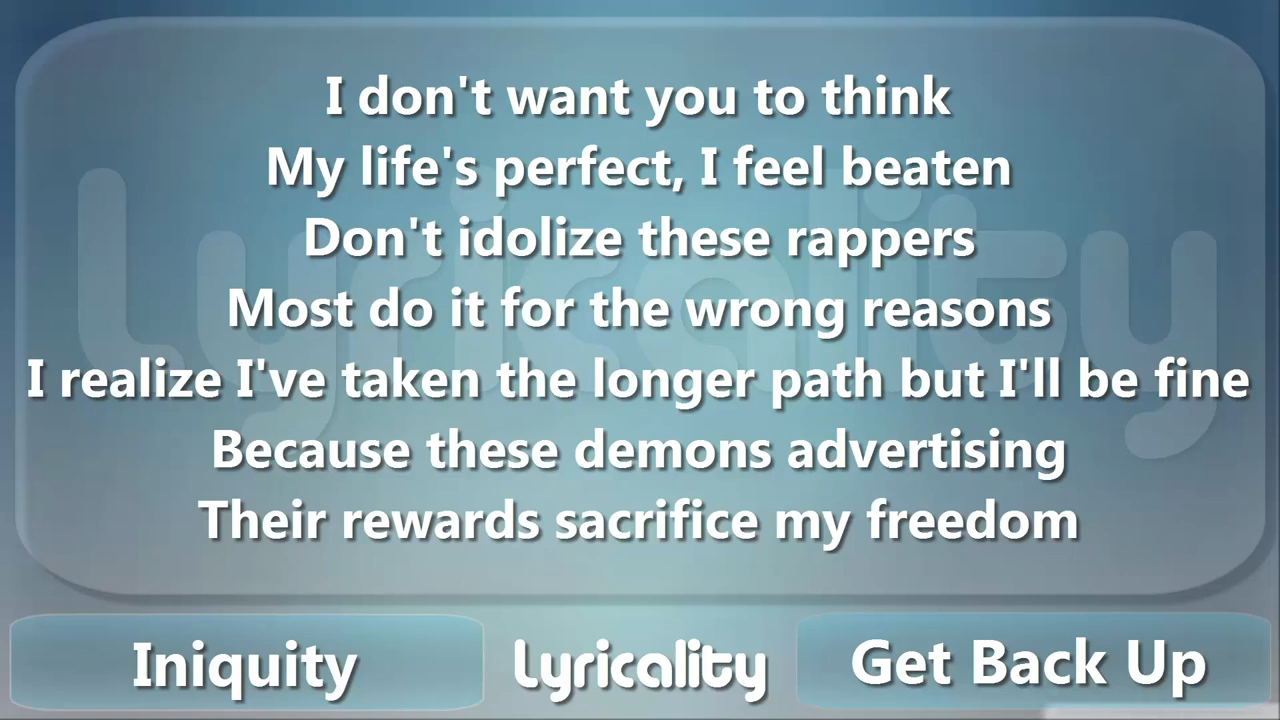 I don't want you to think
My life's perfect, I feel beaten
Don't idolize these rappers
Most do it for the wrong reasons
I realize I've taken the longer path but I'll be fine
Because these demons advertising
Their rewards sacrifice my freedom
Lyricality
Iniquity
Lyricality
Get Back Up